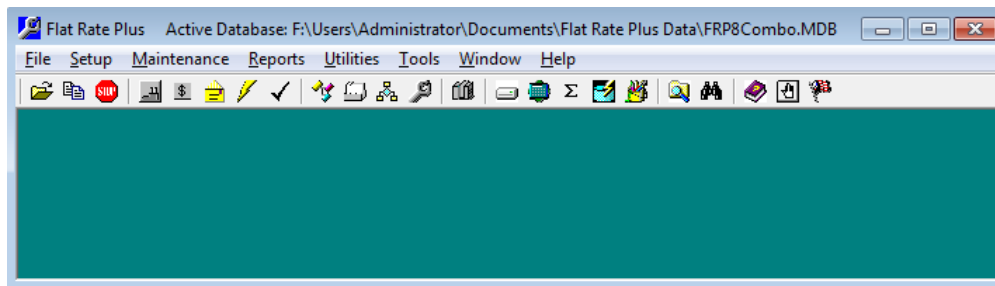 Flat Rate Plus Active Database: F:\Users\Administrator\Documents\Flat Rate Plus Data\FRP8Combo.MDB
File Setup Maintenance Reports Utilities Tools Window Help